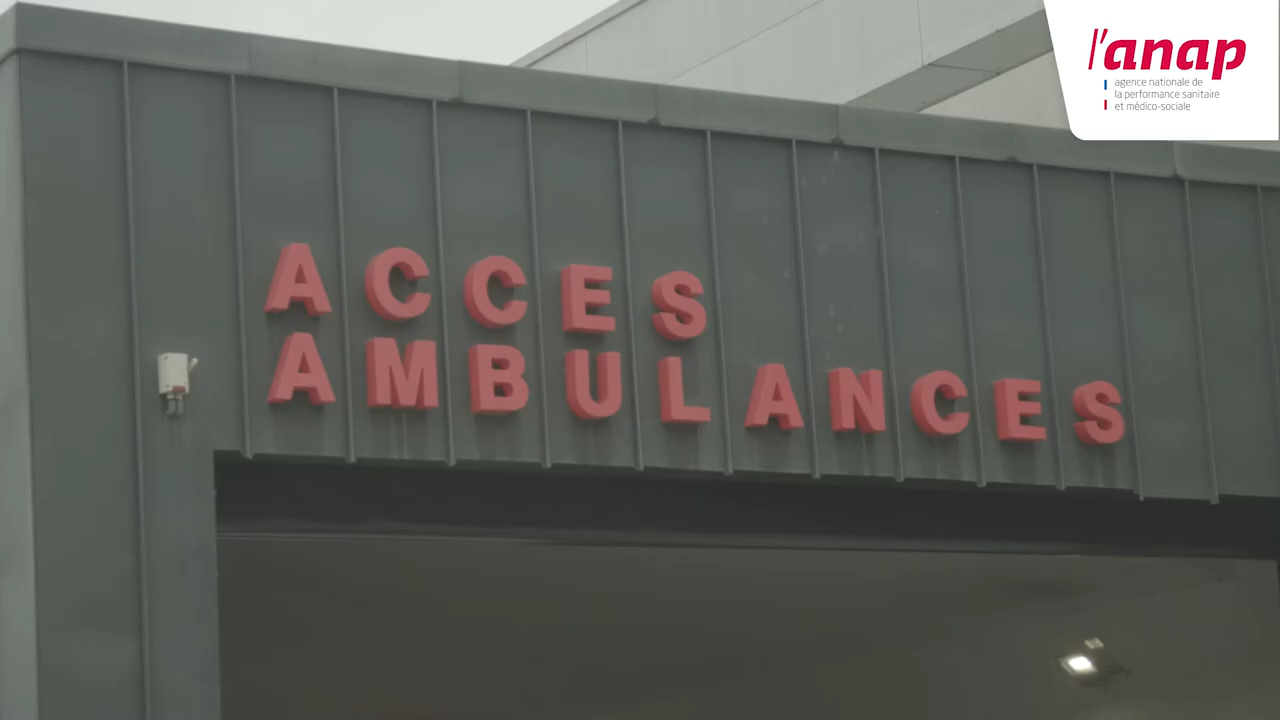 l'anap
agence nationale de
la performance sanitaire
et médico-sociale
ACCES
AMBULANCES